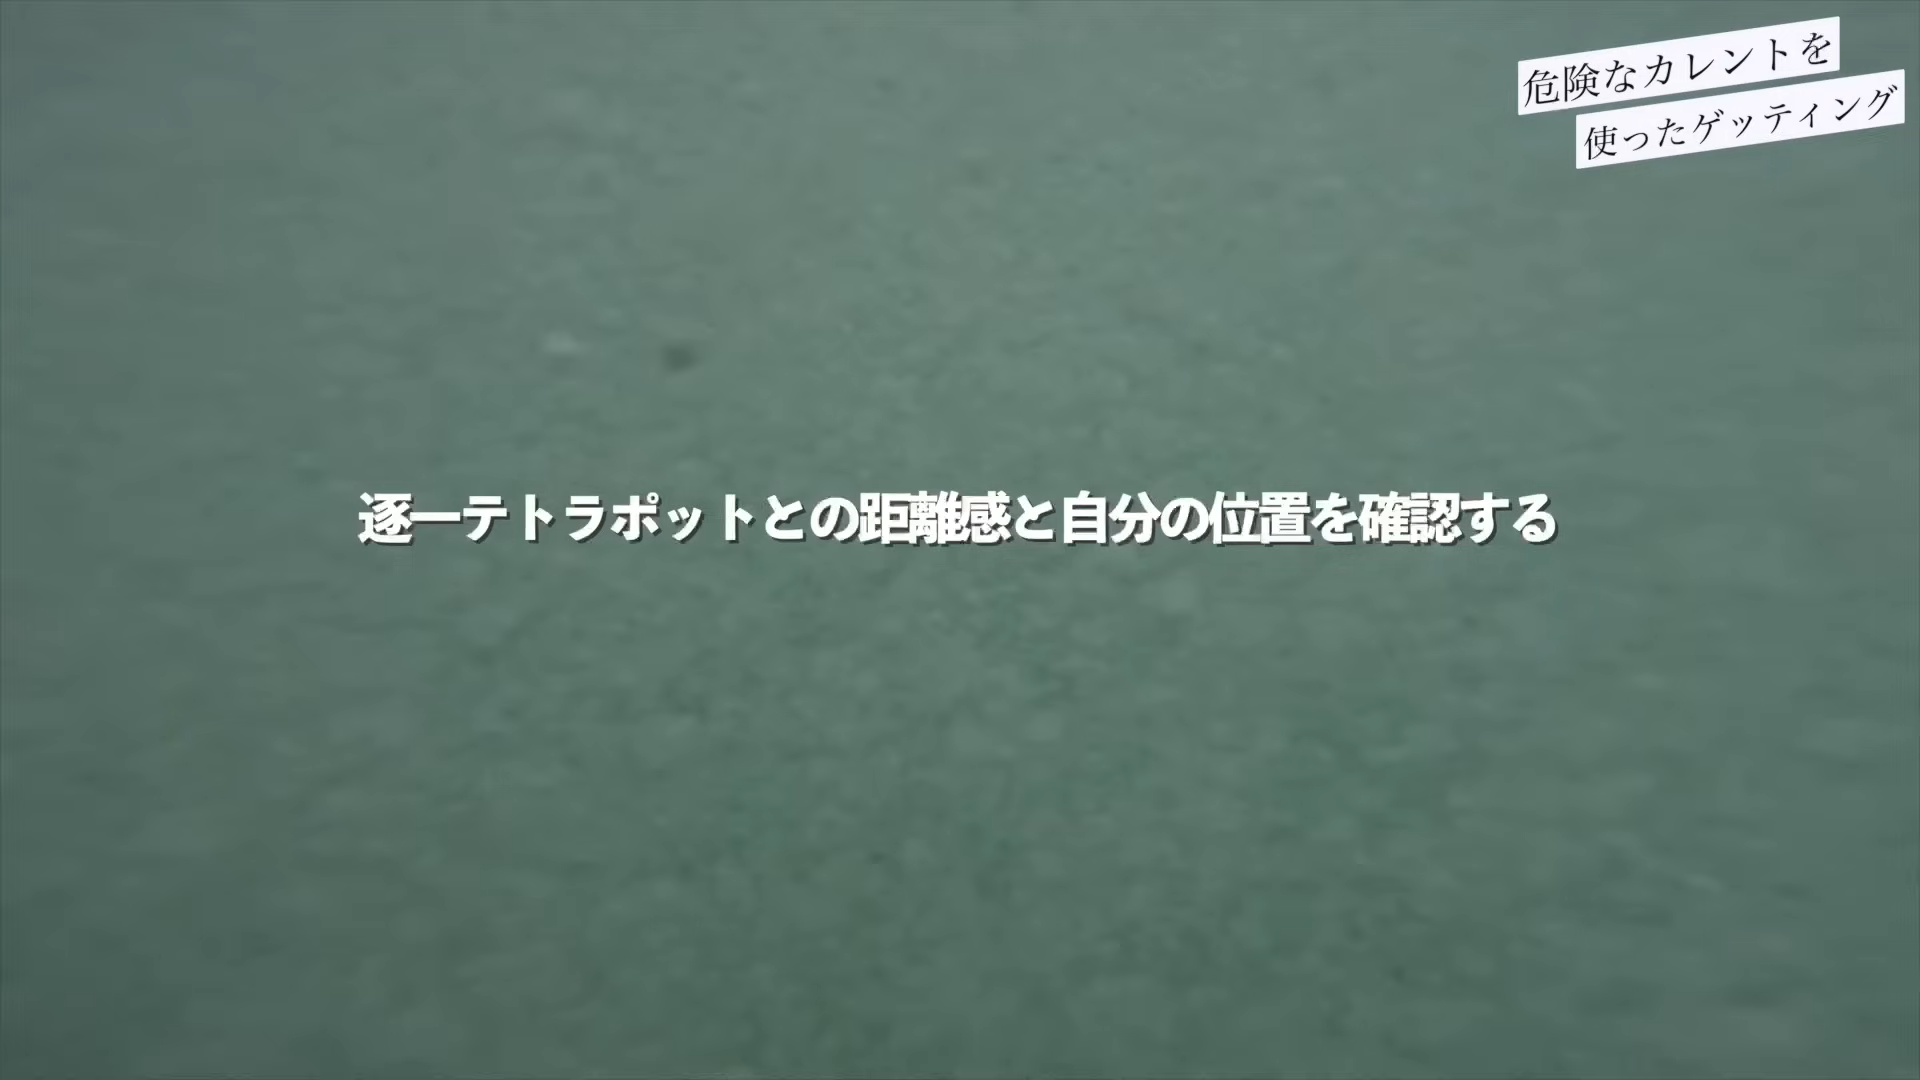 危険なカレントを
使ったゲッティング
逐一テトラポットとの距離感と自分の位置を確認する